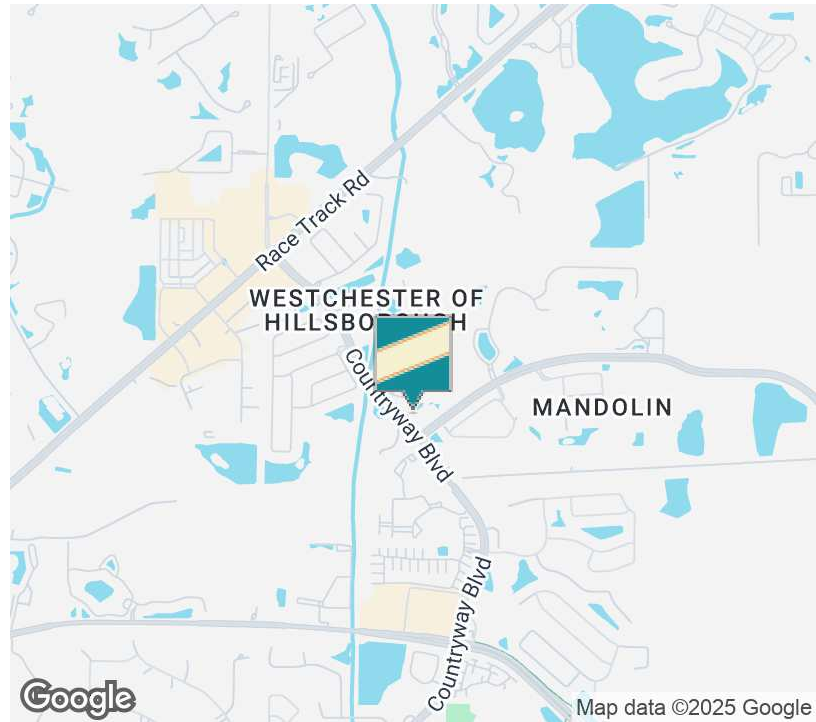 Race Track Rd
WESTCHESTER OF
HILLSBOROUGH
Countryway Blvd
MANDOLIN
Countryway Blvd
Google
Map data ©2025 Google